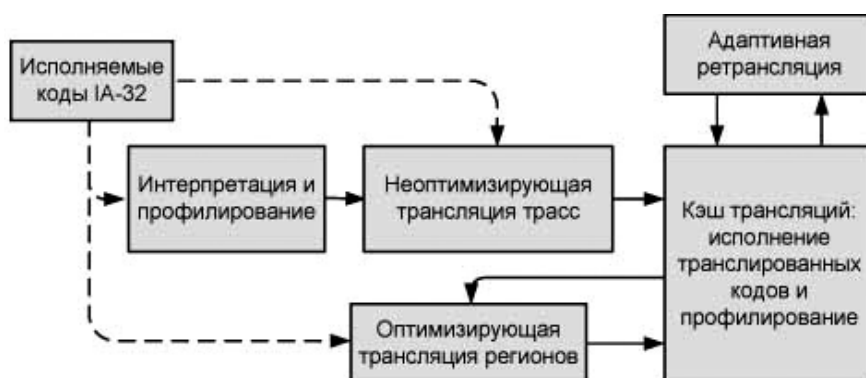 Исполняемые
коды IA-32
Адаптивная
ретрансляция
Интерпретация и
профилирование
Неоптимизирующая
трансляция трасс
Кэш трансляций:
исполнение
транслированных
кодов и
профилирование
Оптимизирующая
трансляция регионов